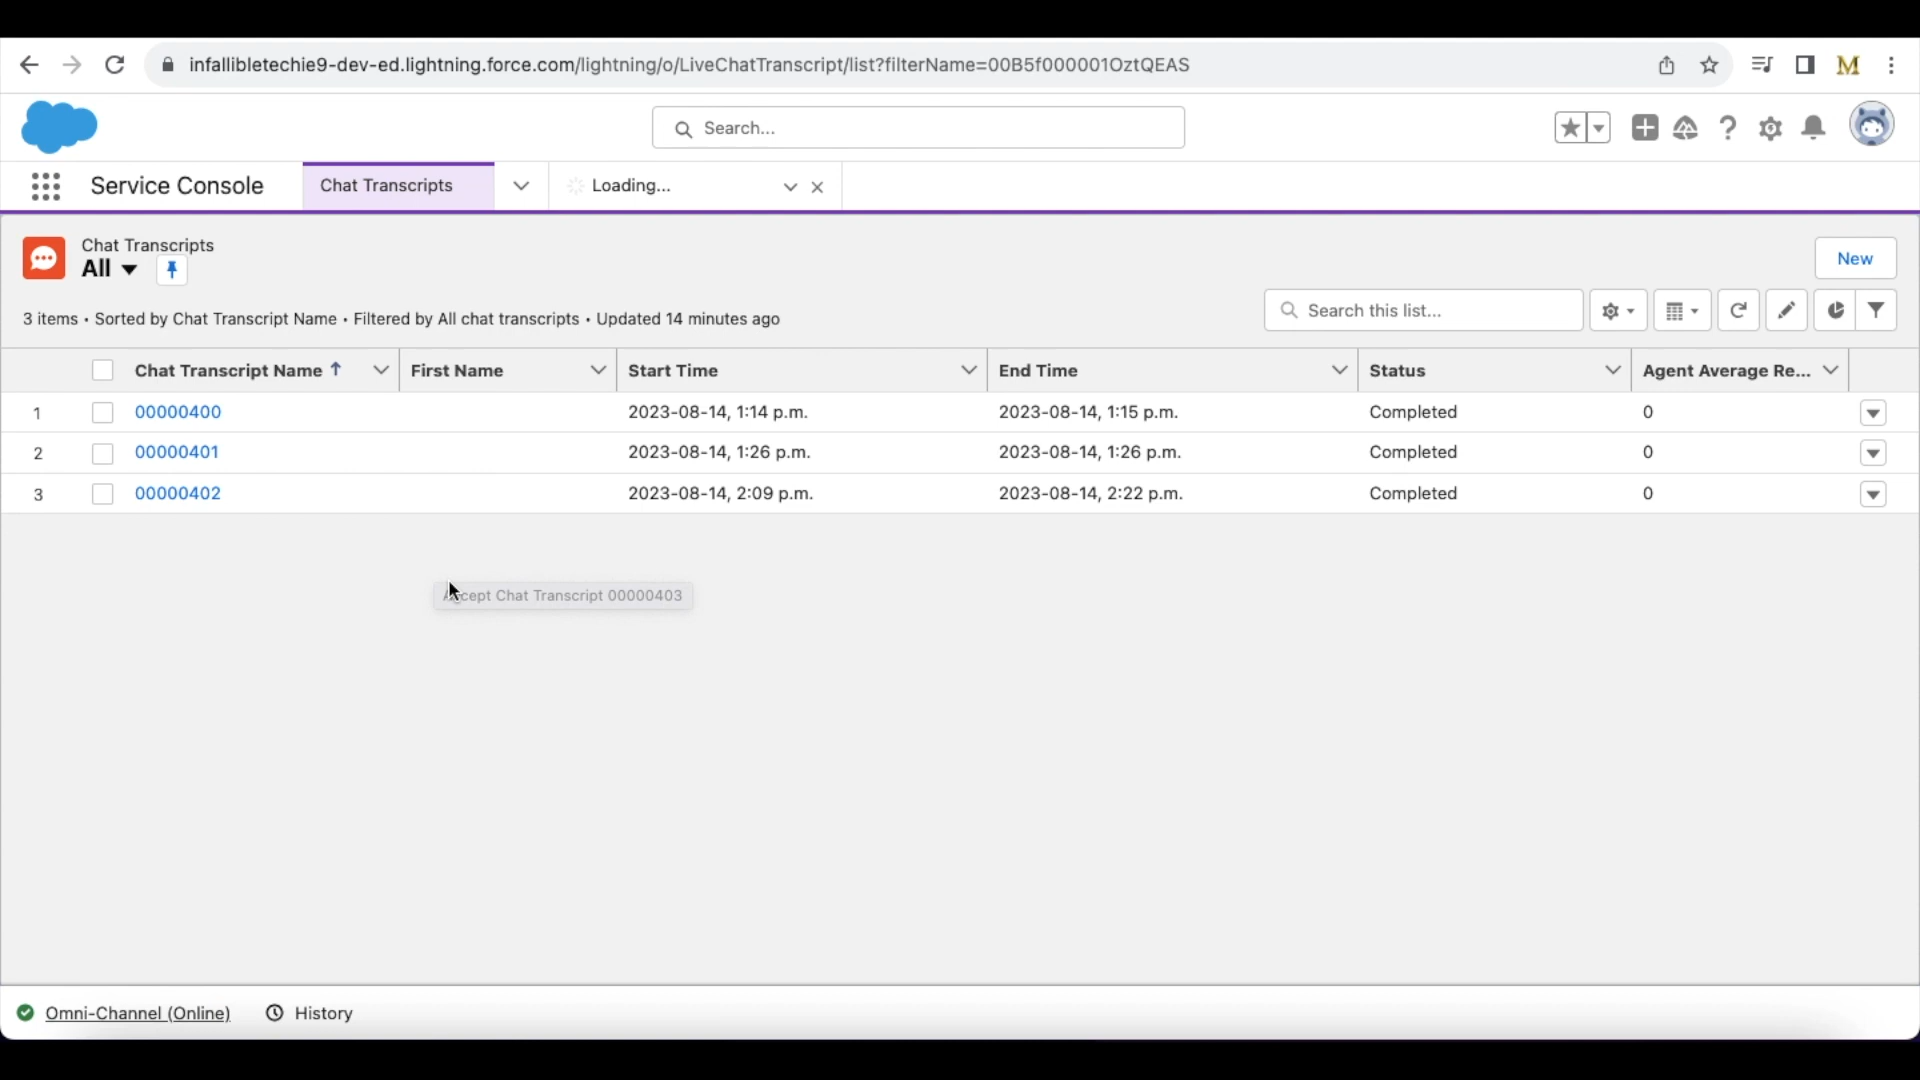 infallibletechie9-dev-ed.lightning.force.com/lightning/o/LiveChatTranscript/list?filterName=00B5f000001OztQEAS
M
Search...
Service Console
Chat Transcripts
Loading...
Chat Transcripts
All
New
3 items • Sorted by Chat Transcript Name • Filtered by All chat transcripts • Updated 14 minutes ago
Search this list...
Chat Transcript Name First Name Start Time End Time Status Agent Average Re...
1 00000400 2023-08-14, 1:14 p.m. 2023-08-14, 1:15 p.m. Completed 0
2 00000401 2023-08-14, 1:26 p.m. 2023-08-14, 1:26 p.m. Completed 0
3 00000402 2023-08-14, 2:09 p.m. 2023-08-14, 2:22 p.m. Completed 0
Accept Chat Transcript 00000403
Omni-Channel (Online) History